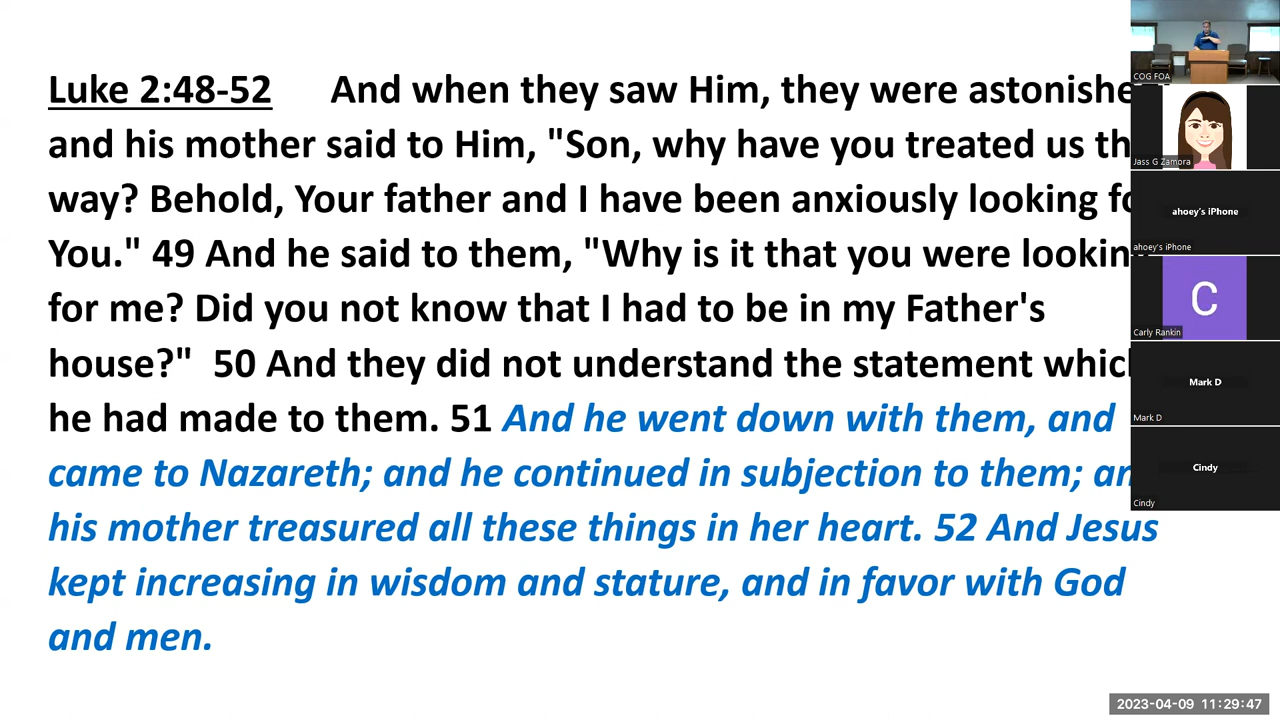 Luke 2:48-52 And when they saw Him, they were astonishe
and his mother said to Him, "Son, why have you treated us th
way? Behold, Your father and I have been anxiously looking fo
You." 49 And he said to them, "Why is it that you were lookin
for me? Did you not know that I had to be in my Father's
house?" 50 And they did not understand the statement which
he had made to them. 51 And he went down with them, and
came to Nazareth; and he continued in subjection to them; an
his mother treasured all these things in her heart. 52 And Jesus
kept increasing in wisdom and stature, and in favor with God
and men.
COG FOA
Jass G Zamora
ahoey's iPhone
ahoey's iPhone
C
Carly Rankin
Mark D
Mark D
Cindy
Cindy
2023-04-09 11:29:47